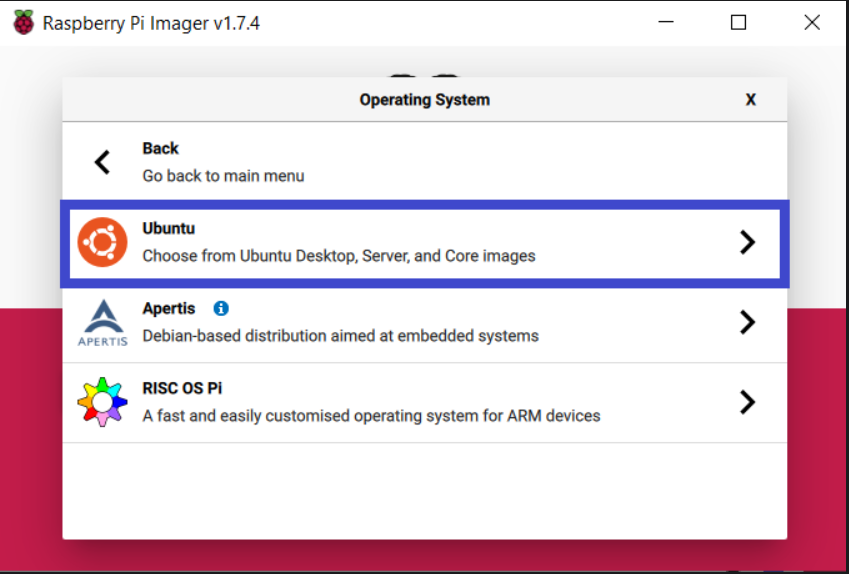 Raspberry Pi Imager v1.7.4
Operating System X
Back
Go back to main menu
Ubuntu
Choose from Ubuntu Desktop, Server, and Core images
Apertis
Debian-based distribution aimed at embedded systems
APERTIS
RISC OS Pi
A fast and easily customised operating system for ARM devices